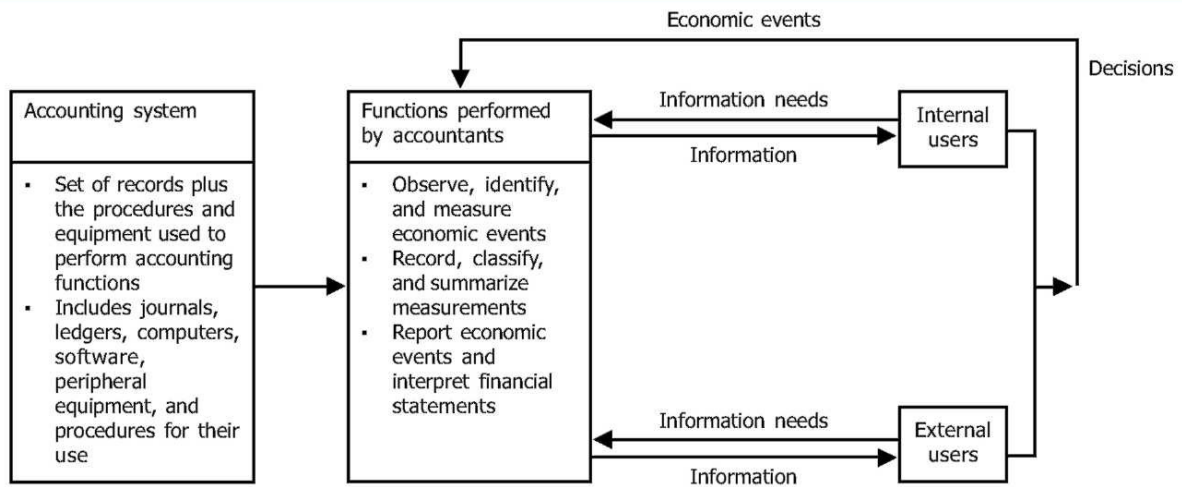 Economic events
Decisions
Accounting system
▪ Set of records plus
the procedures and
equipment used to
perform accounting
functions
▪ Includes journals,
ledgers, computers,
software,
peripheral
equipment, and
procedures for their
use
Functions performed
by accountants
▪ Observe, identify,
and measure
economic events
▪ Record, classify,
and summarize
measurements
▪ Report economic
events and
interpret financial
statements
Information needs
Information
Internal
users
Information needs
Information
External
users